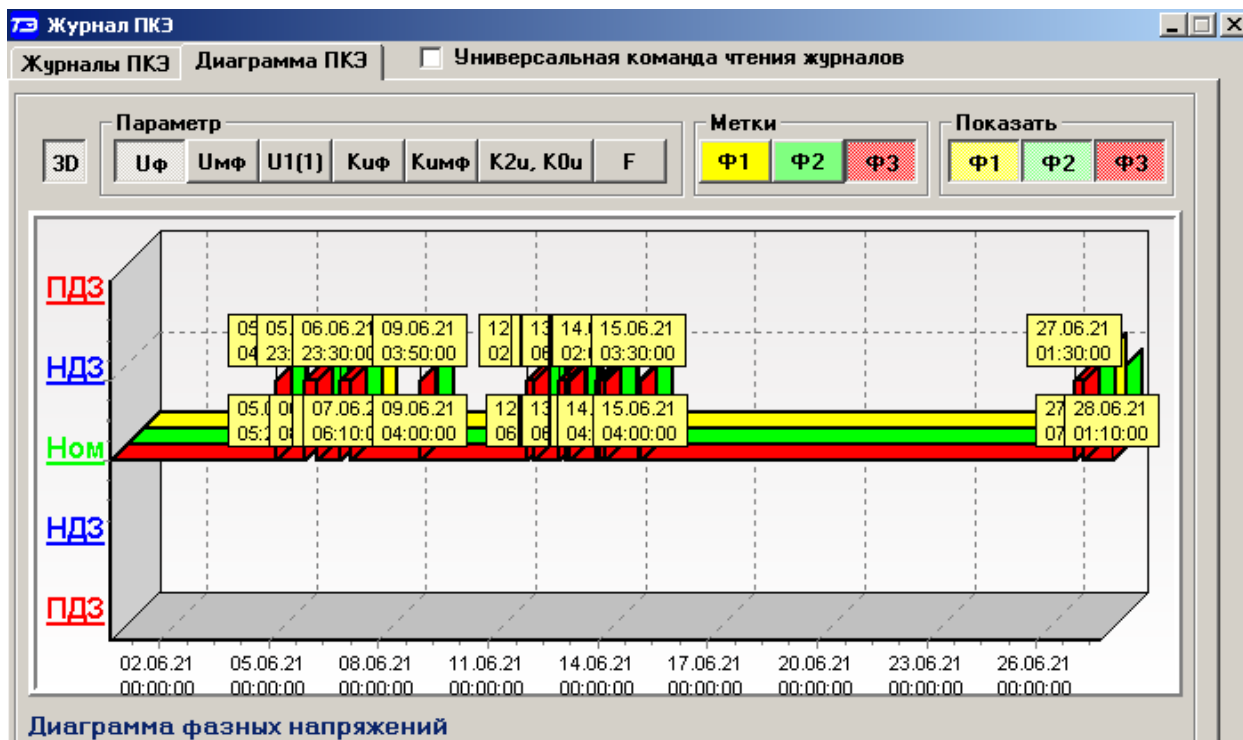 ТЭ Журнал ПКЭ
Журналы ПКЭ Диаграмма ПКЭ Универсальная команда чтения журналов
Параметр Метки Показать
3D Uф Uмф U1(1) Kuф Kuмф K2u, K0u F Ф1 Ф2 Ф3 Ф1 Ф2 Ф3
ПДЗ
06.06.21 09.06.21 15.06.21 27.06.21
23:30:00 03:50:00 03:30:00 01:30:00
НДЗ
09.06.21 15.06.21 28.06.21
04:00:00 04:00:00 01:10:00
Ном
НДЗ
ПДЗ
02.06.21 05.06.21 08.06.21 11.06.21 14.06.21 17.06.21 20.06.21 23.06.21 26.06.21
00:00:00 00:00:00 00:00:00 00:00:00 00:00:00 00:00:00 00:00:00 00:00:00 00:00:00
Диаграмма фазных напряжений